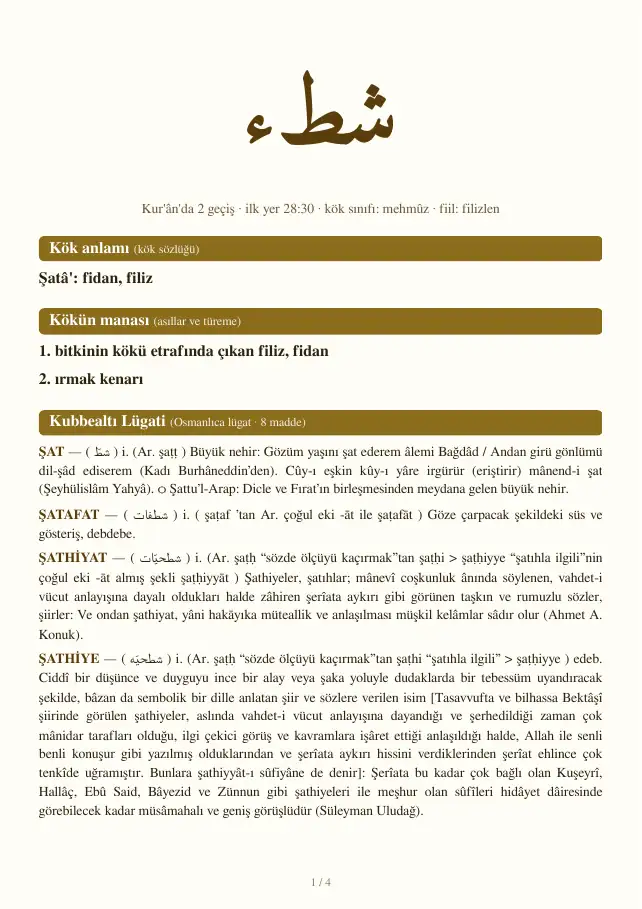 شطء
Kur'ân'da 2 geçiş · ilk yer 28:30 · kök sınıfı: mehmûz · fiil: filizlen
Kök anlamı (kök sözlüğü)
Şatâ': fidan, filiz
Kökün manası (asıllar ve türeme)
1. bitkinin kökü etrafında çıkan filiz, fidan
2. ırmak kenarı
Kubbealtı Lügati (Osmanlıca lügat · 8 madde)
ŞAT — ( شطّ ) i. (Ar. şaṭṭ ) Büyük nehir: Gözüm yaşını şat ederem âlemi Bağdâd / Andan girü gönlümü
dil-şâd ediserem (Kadı Burhâneddin’den). Cûy-ı eşkin kûy-ı yâre irgürür (eriştirir) mânend-i şat
(Şeyhülislâm Yahyâ). ѻ Şattu’l-Arap: Dicle ve Fırat’ın birleşmesinden meydana gelen büyük nehir.
ŞATAFAT — ( شطفات ) i. ( şaṭaf ’tan Ar. çoğul eki -āt ile şaṭafāt ) Göze çarpacak şekildeki süs ve
gösteriş, debdebe.
ŞATHİYAT — ( شطحيّات ) i. (Ar. şaṭḥ “sözde ölçüyü kaçırmak”tan şaṭḥі > şaṭḥiyye “şatıhla ilgili”nin
çoğul eki -āt almış şekli şaṭḥiyyāt ) Şathiyeler, şatıhlar; mânevî coşkunluk ânında söylenen, vahdet-i
vücut anlayışına dayalı oldukları halde zâhiren şerîata aykırı gibi görünen taşkın ve rumuzlu sözler,
şiirler: Ve ondan şathiyat, yâni hakāyıka müteallik ve anlaşılması müşkil kelâmlar sâdır olur (Ahmet A.
Konuk).
ŞATHİYE — ( شطحيّه ) i. (Ar. şaṭḥ “sözde ölçüyü kaçırmak”tan şaṭḥі “şatıhla ilgili” > şaṭḥiyye ) edeb.
Ciddî bir düşünce ve duyguyu ince bir alay veya şaka yoluyle dudaklarda bir tebessüm uyandıracak
şekilde, bâzan da sembolik bir dille anlatan şiir ve sözlere verilen isim [Tasavvufta ve bilhassa Bektâşî
şiirinde görülen şathiyeler, aslında vahdet-i vücut anlayışına dayandığı ve şerhedildiği zaman çok
mânidar tarafları olduğu, ilgi çekici görüş ve kavramlara işâret ettiği anlaşıldığı halde, Allah ile senli
benli konuşur gibi yazılmış olduklarından ve şerîata aykırı hissini verdiklerinden şerîat ehlince çok
tenkîde uğramıştır. Bunlara şathiyyât-ı sûfiyâne de denir]: Şerîata bu kadar çok bağlı olan Kuşeyrî,
Hallâç, Ebû Said, Bâyezid ve Zünnun gibi şathiyeleri ile meşhur olan sûfîleri hidâyet dâiresinde
görebilecek kadar müsâmahalı ve geniş görüşlüdür (Süleyman Uludağ).
1 / 4